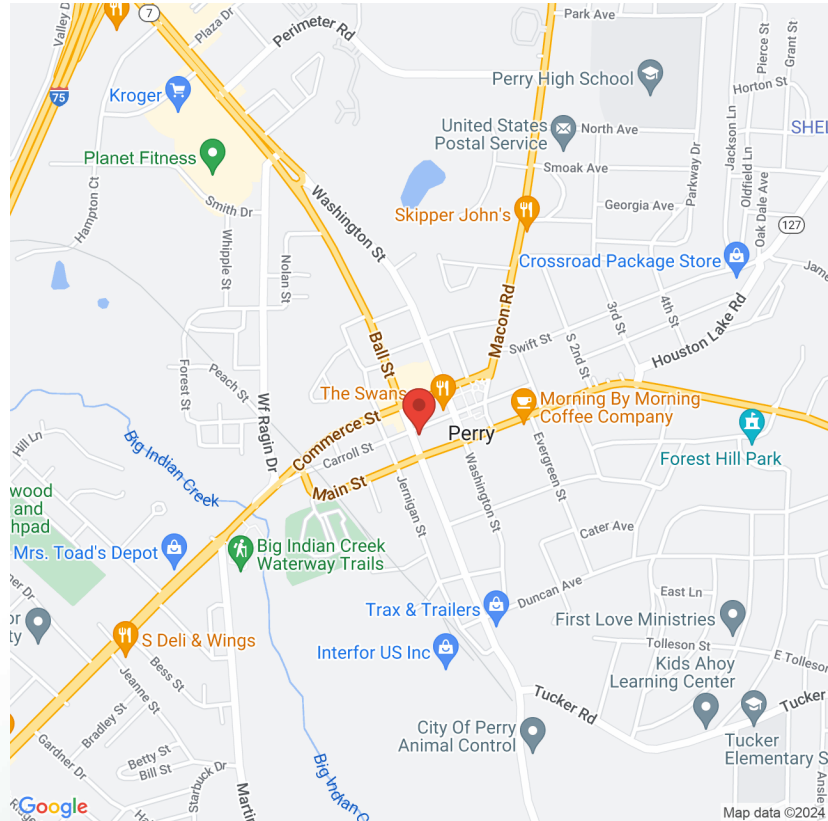 Park Ave
7
Plaza Dr
Valley D
Perimeter Rd
Pierce St
Grant St
Perry High School
Horton St
Kroger
75
United States
Postal Service
North Ave
SHEL
Jackson Ln
Oldfield Ln
Planet Fitness
Smoak Ave
Parkway Dr
Oak Dale Ave
Hampton Ct
Smith Dr
Washington St
Skipper John's
Georgia Ave
127
Whipple St
Nolan St
Crossroad Package Store
Jame
Macon Rd
3rd St
4th St
Houston Lake Rd
Ball St
Swift St
S 2nd St
Forest St
Peach St
The Swans
Morning By Morning
Coffee Company
Wf Ragin Dr
Commerce St
Perry
Hill Ln
Big Indian Creek
Carroll St
Evergreen St
Forest Hill Park
Main St
Washington St
wood
and
hpad
Jernigan St
Cater Ave
Mrs. Toad's Depot
Big Indian Creek
Waterway Trails
Duncan Ave
East Ln
ner Dr
Trax & Trailers
First Love Ministries
or
ty
S Deli & Wings
Interfor US Inc
Tolleson St
E Tolleson
Kids Ahoy
Learning Center
Bess St
Jeanne St
Tucker Rd
Tucker
Bradley St
City Of Perry
Animal Control
Tucker
Elementary S
Gardner Dr
Betty St
Bill St
Starbuck Dr
Big Indian C
Martin
Ansle
Google
Map data ©2024